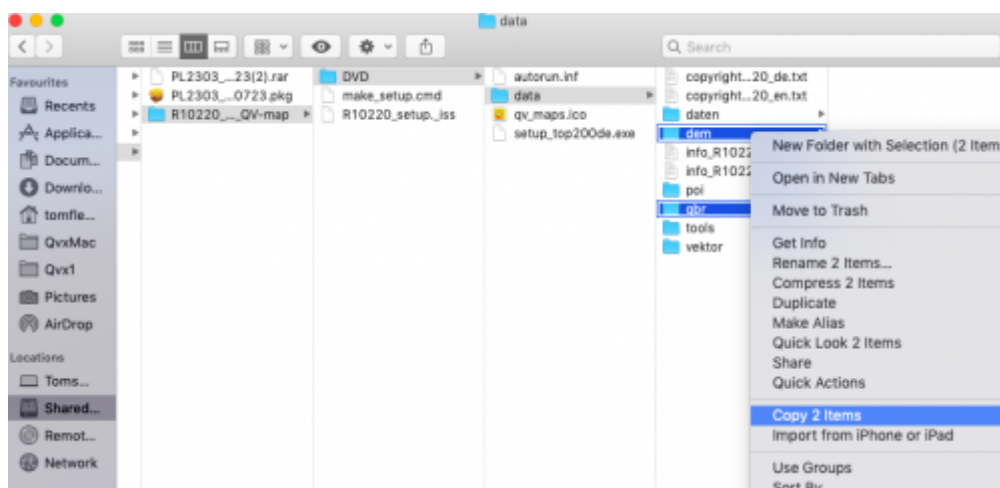 data
Search
Favourites
Recents
Applica...
Docum...
Downlo...
tomfle...
QvxMac
Qvx1
Pictures
AirDrop
Locations
Toms...
Shared...
Remot...
Network
PL2303_...23(2).rar
PL2303_...0723.pkg
R10220_..._QV-map
DVD
make_setup.cmd
R10220_setup._iss
autorun.inf
data
qv_maps.ico
setup_top200de.exe
copyright...20_de.txt
copyright...20_en.txt
daten
dem
info_R1022
info_R1022
poi
qbr
tools
vektor
New Folder with Selection (2 Item
Open in New Tabs
Move to Trash
Get Info
Rename 2 Items...
Compress 2 Items
Duplicate
Make Alias
Quick Look 2 Items
Share
Quick Actions
Copy 2 Items
Import from iPhone or iPad
Use Groups
Sort By